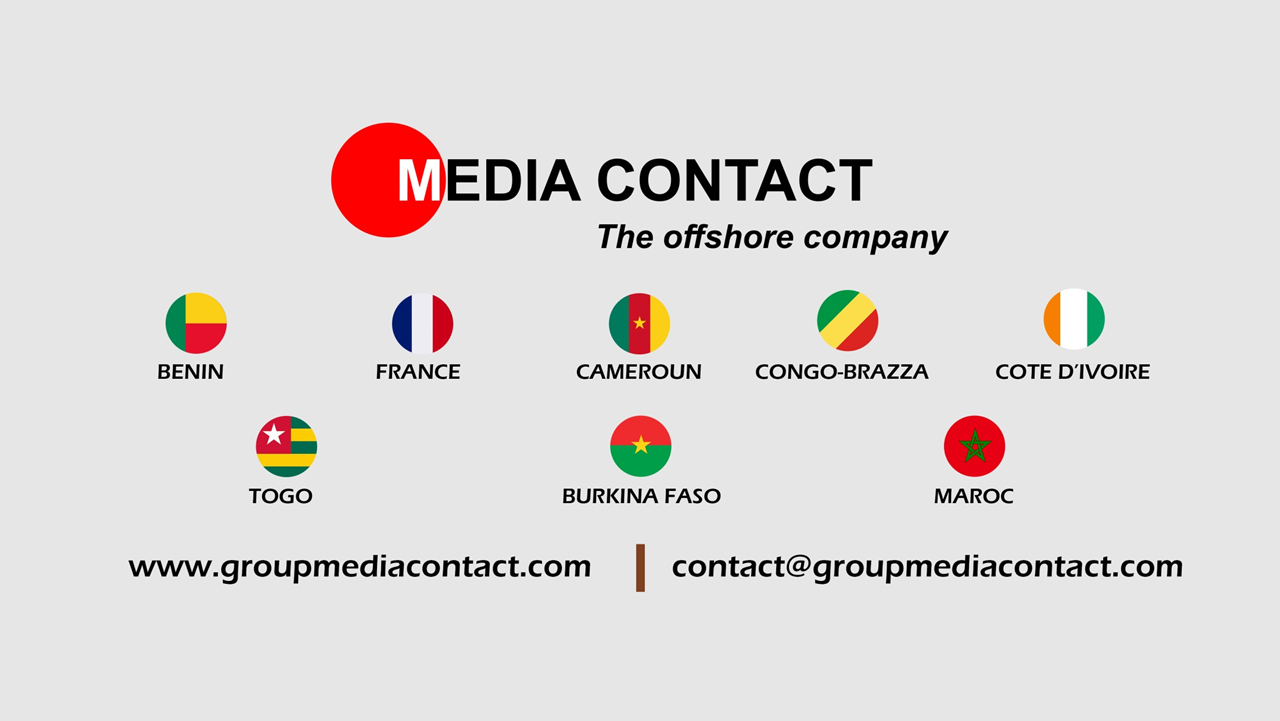 MEDIA CONTACT
The offshore company
BENIN FRANCE CAMEROUN CONGO-BRAZZA COTE D'IVOIRE
TOGO BURKINA FASO MAROC
www.groupmediacontact.com contact@groupmediacontact.com